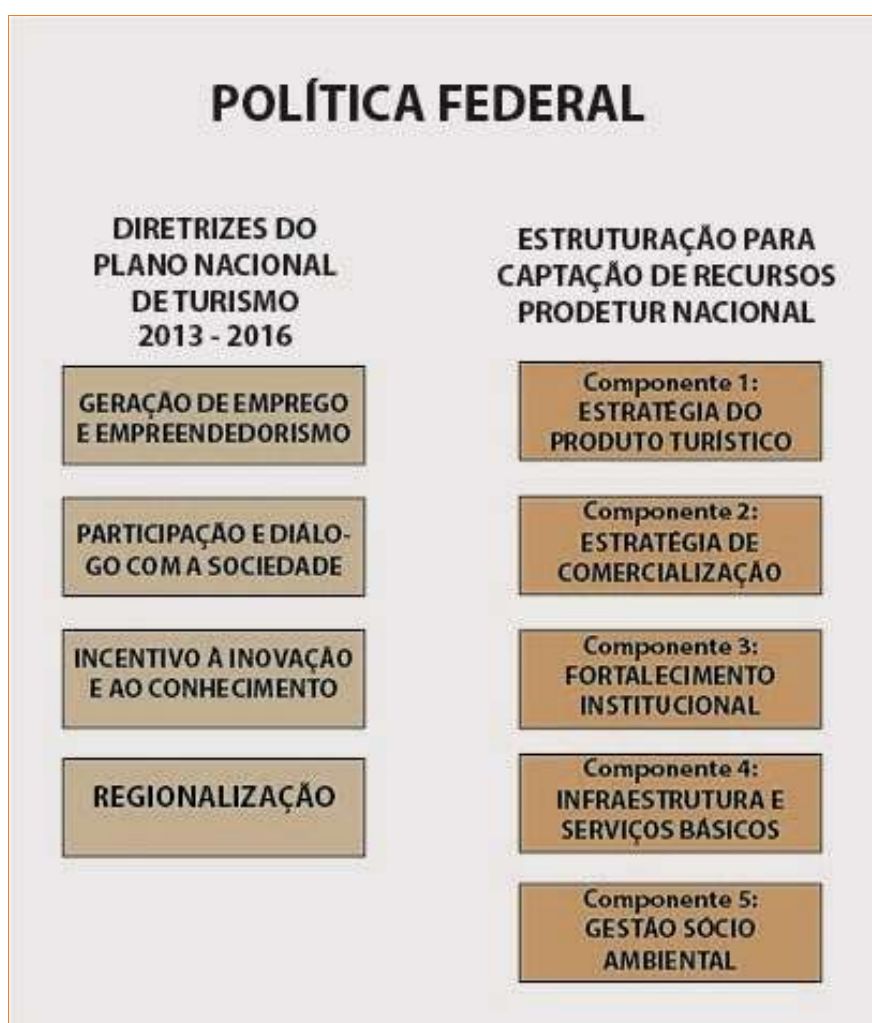 POLÍTICA FEDERAL
DIRETRIZES DO
PLANO NACIONAL
DE TURISMO
2013 - 2016
GERAÇÃO DE EMPREGO
E EMPREENDEDORISMO
PARTICIPAÇÃO E DIÁLO-
GO COM A SOCIEDADE
INCENTIVO À INOVAÇÃO
E AO CONHECIMENTO
REGIONALIZAÇÃO
ESTRUTURAÇÃO PARA
CAPTAÇÃO DE RECURSOS
PRODETUR NACIONAL
Componente 1:
ESTRATÉGIA DO
PRODUTO TURÍSTICO
Componente 2:
ESTRATÉGIA DE
COMERCIALIZAÇÃO
Componente 3:
FORTALECIMENTO
INSTITUCIONAL
Componente 4:
INFRAESTRUTURA E
SERVIÇOS BÁSICOS
Componente 5:
GESTÃO SÓCIO
AMBIENTAL